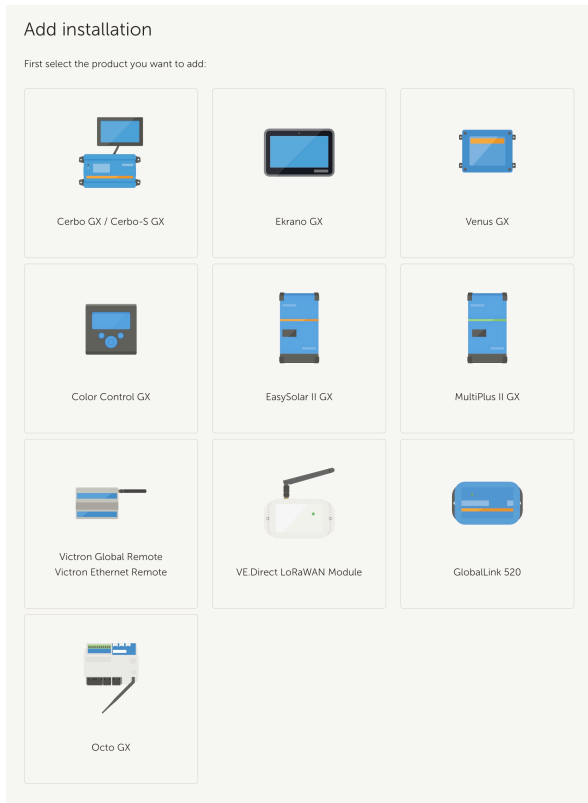 Add installation
First select the product you want to add:
Cerbo GX / Cerbo-S GX
Ekrano GX
Venus GX
Color Control GX
EasySolar II GX
MultiPlus II GX
Victron Global Remote
Victron Ethernet Remote
VE.Direct LoRaWAN Module
GlobalLink 520
Octo GX